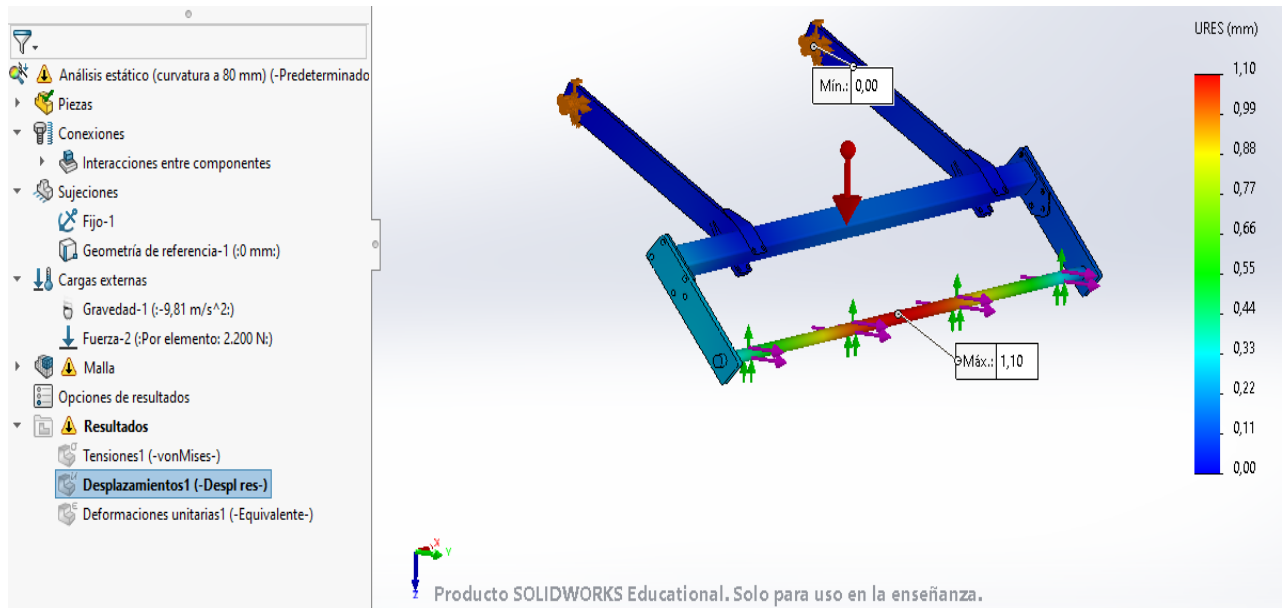 Análisis estático (curvatura a 80 mm) (-Predeterminado
Piezas
Conexiones
Interacciones entre componentes
Sujeciones
Fijo-1
Geometría de referencia-1 (:0 mm:)
Cargas externas
Gravedad-1 (:-9,81 m/s^2:)
Fuerza-2 (:Por elemento: 2.200 N:)
Malla
Opciones de resultados
Resultados
Tensiones1 (-vonMises-)
Desplazamientos1 (-Despl res-)
Deformaciones unitarias1 (-Equivalente-)
Mín.: 0,00
Máx.: 1,10
URES (mm)
1,10
0,99
0,88
0,77
0,66
0,55
0,44
0,33
0,22
0,11
0,00
X
Y
Z
Producto SOLIDWORKS Educational. Solo para uso en la enseñanza.